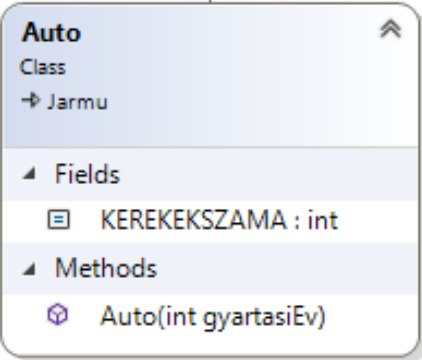 Auto
Class
Jarmu
Fields
KEREKEKSZAMA : int
Methods
Auto(int gyartasiEv)